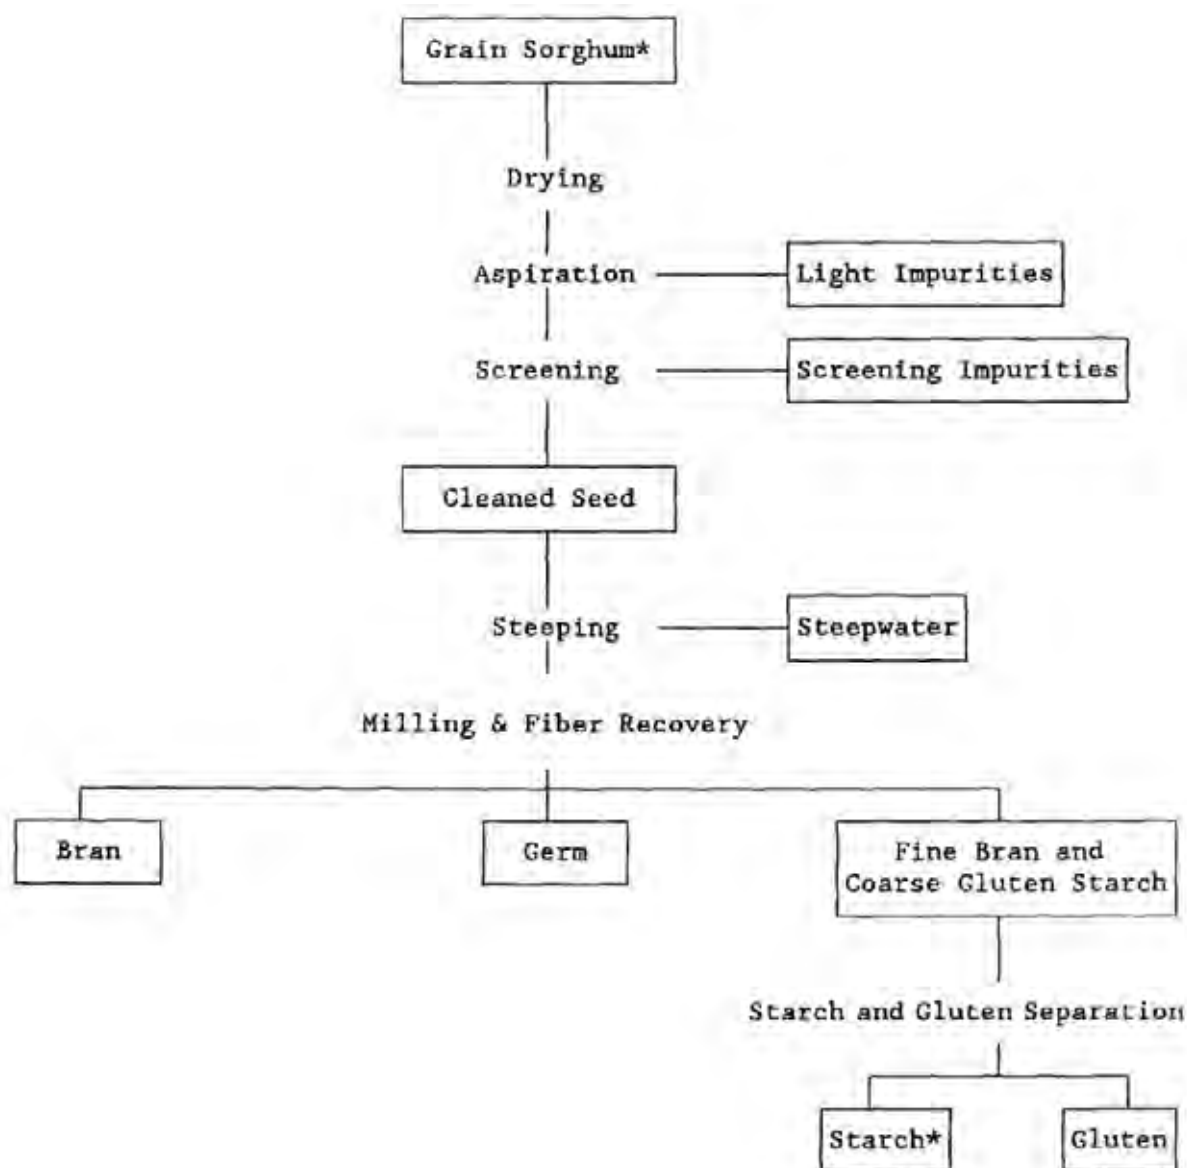 Grain Sorghum*
Drying
Aspiration
Light Impurities
Screening
Screening Impurities
Cleaned Seed
Steeping
Steepwater
Milling & Fiber Recovery
Bran
Germ
Fine Bran and
Coarse Gluten Starch
Starch and Gluten Separation
Starch*
Gluten